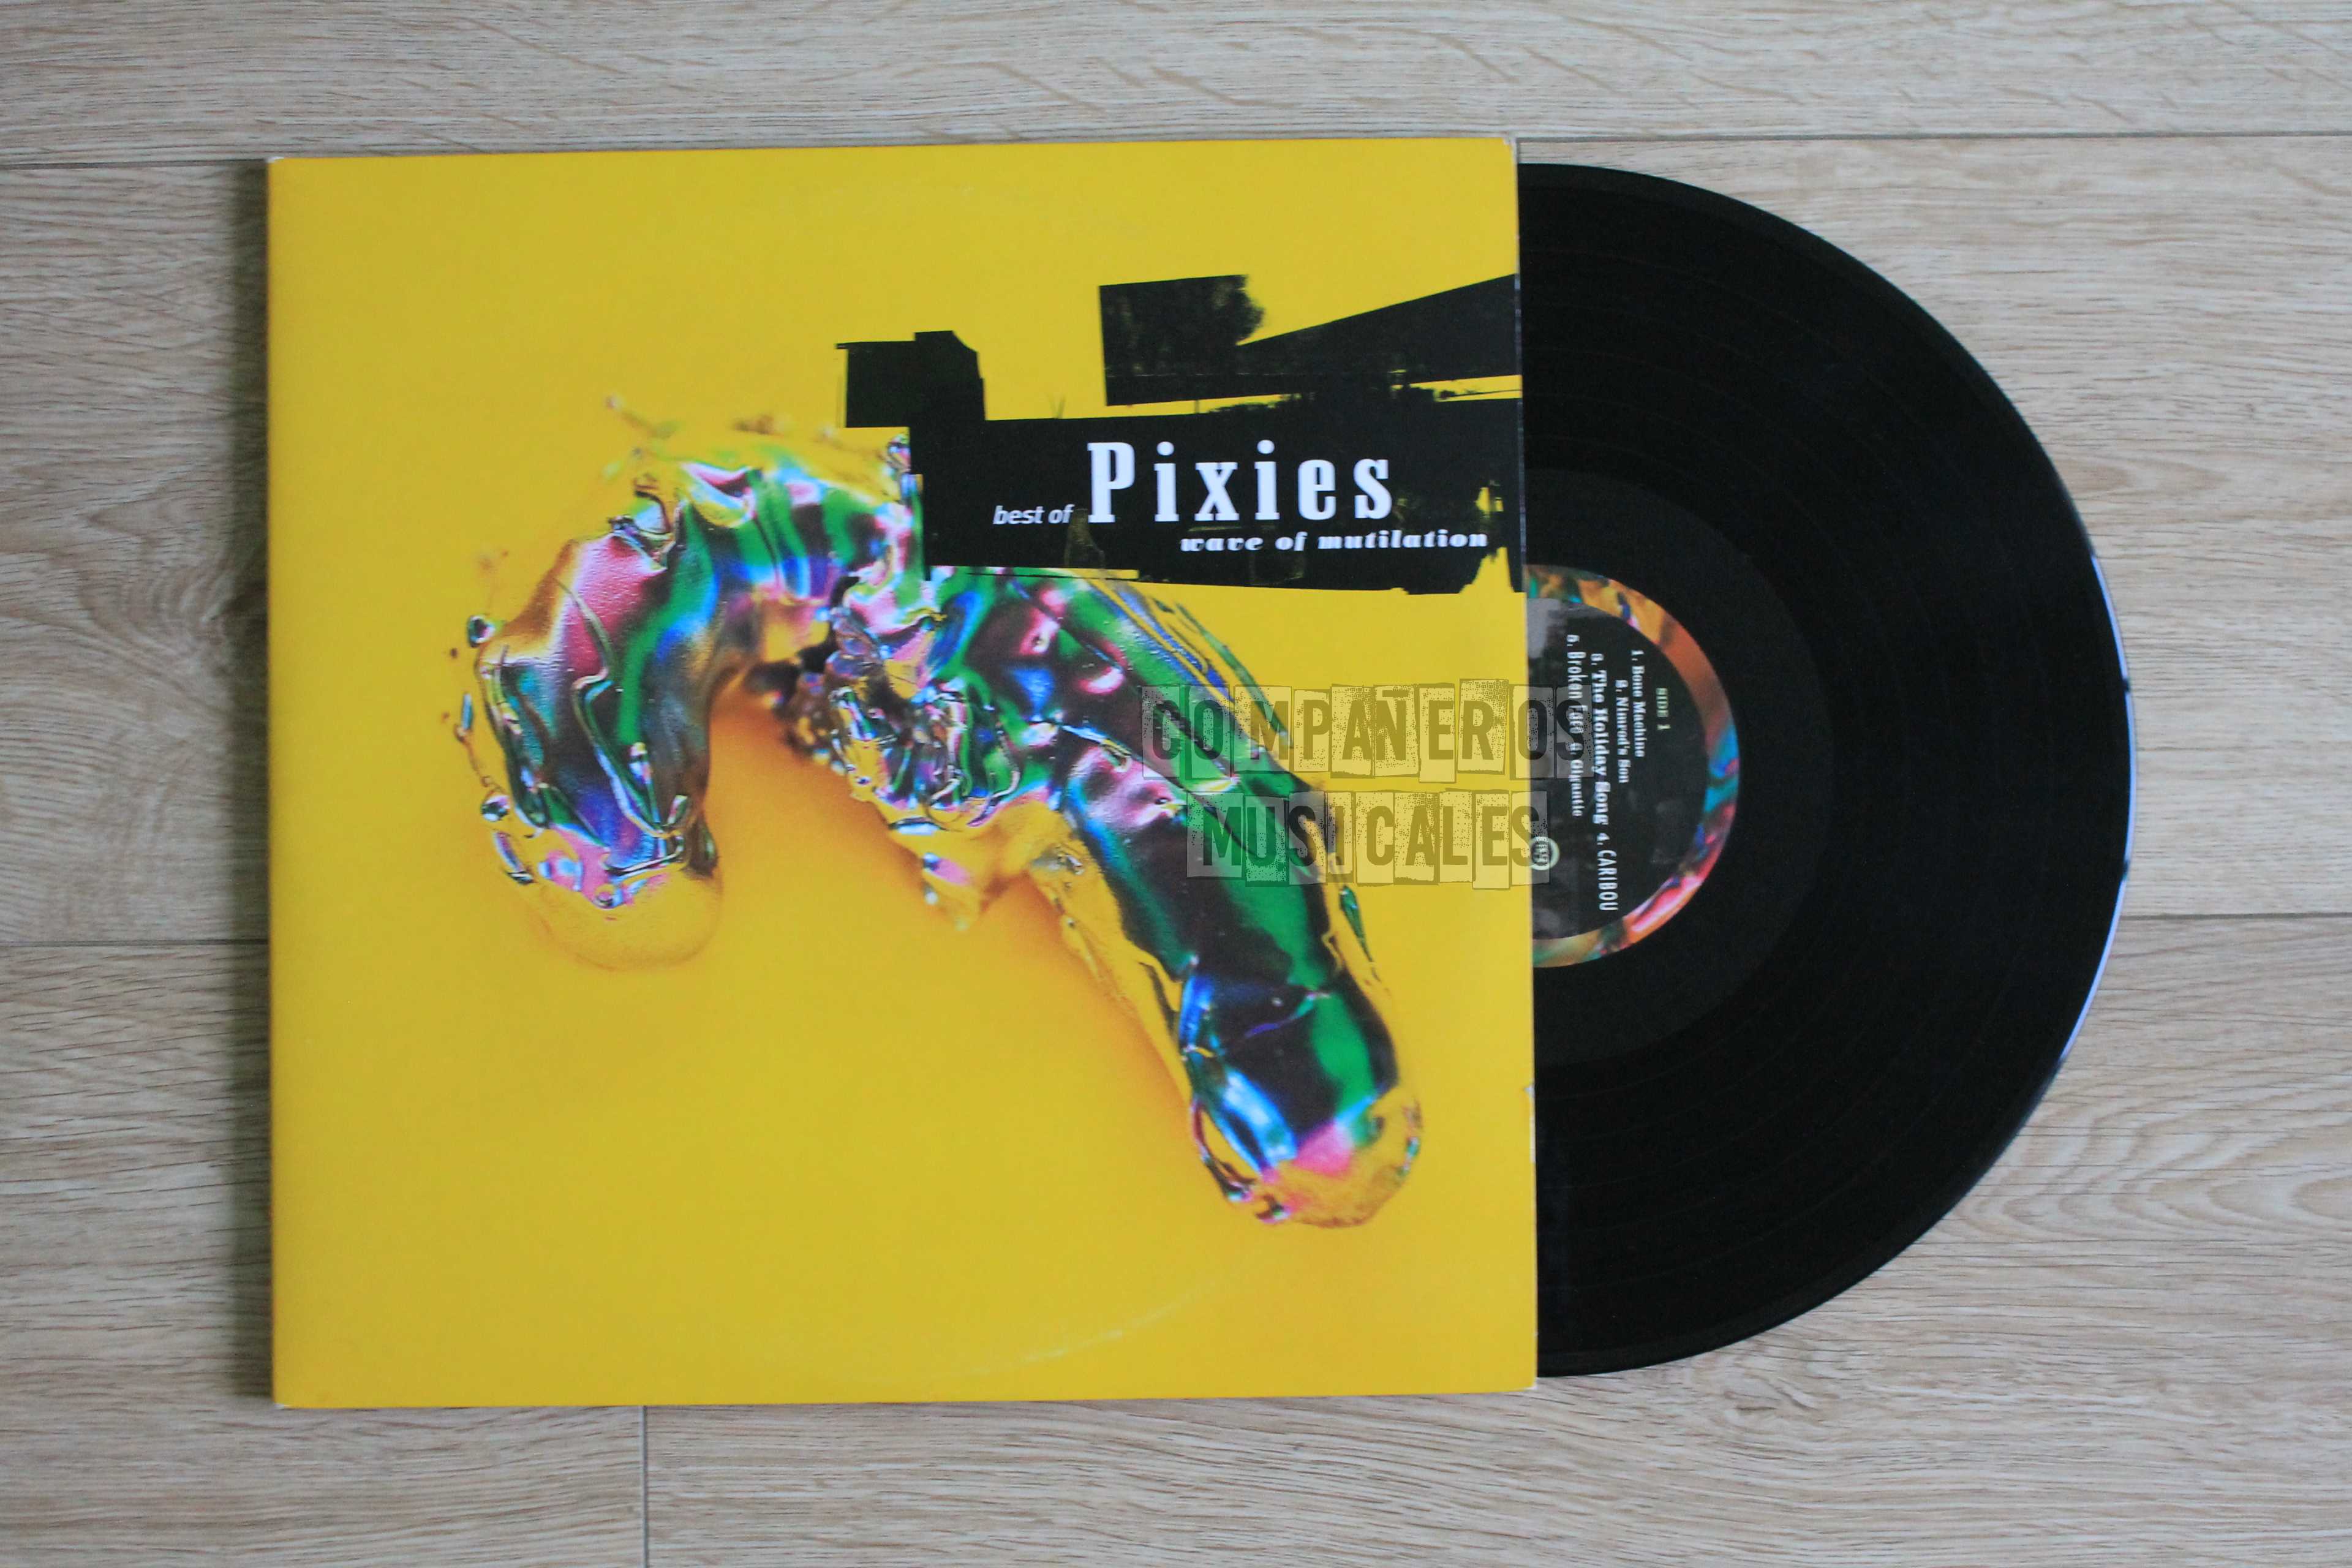 best of Pixies
wave of mutilation
COMPAÑEROS
MUSICALES
SIDE 1
1. Bone Machine
2. Nimrod's Son
3. The Holiday Song 4. CARIBOU
5. Broken Face 6. Gigantic